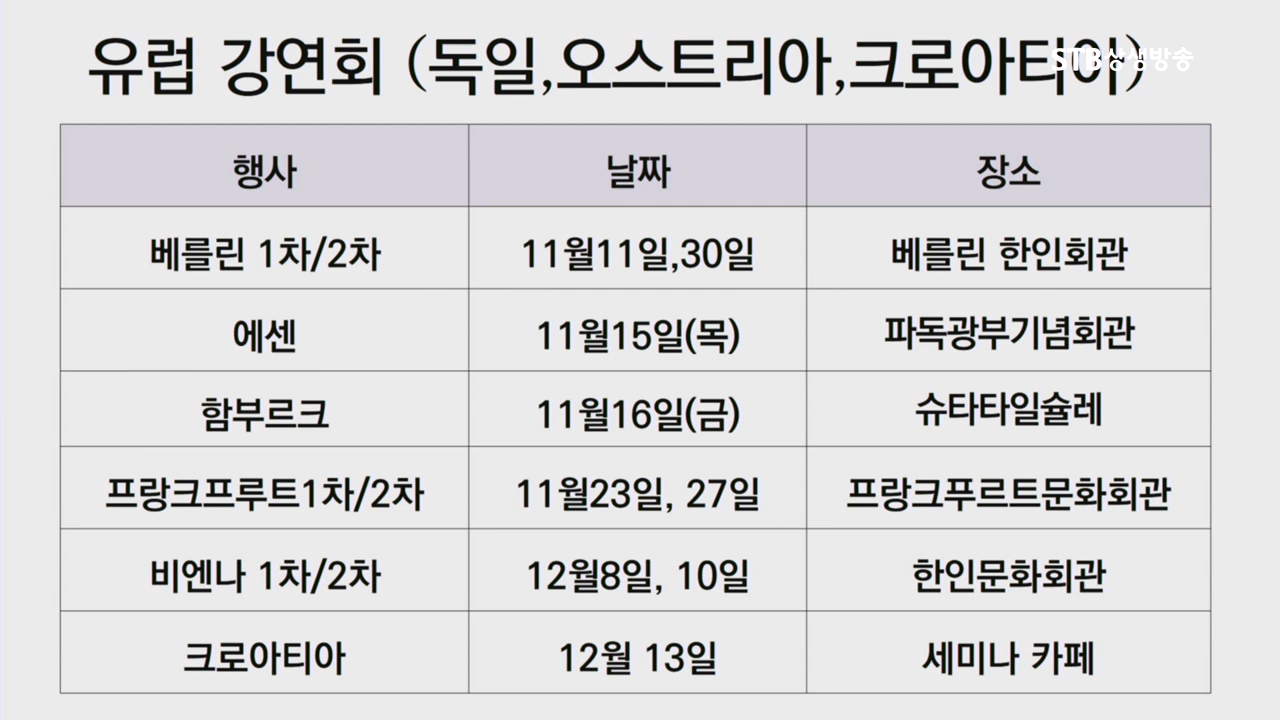 유럽 강연회 (독일,오스트리아,크로아티아)
STB상생방송
행사 날짜 장소
베를린 1차/2차 11월11일,30일 베를린 한인회관
에센 11월15일(목) 파독광부기념회관
함부르크 11월16일(금) 슈타타일슐레
프랑크프루트1차/2차 11월23일, 27일 프랑크푸르트문화회관
비엔나 1차/2차 12월8일, 10일 한인문화회관
크로아티아 12월 13일 세미나 카페